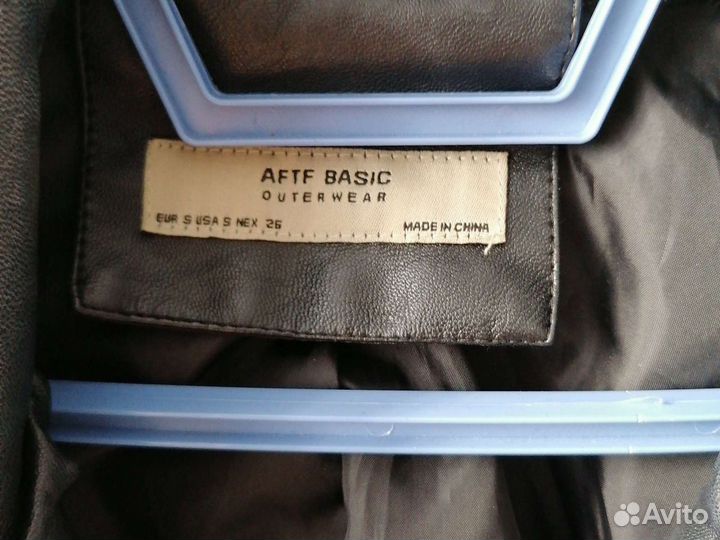 AFTF BASIC
OUTERWEAR
EUR S USA S MEX 26 MADE IN CHINA
Avito